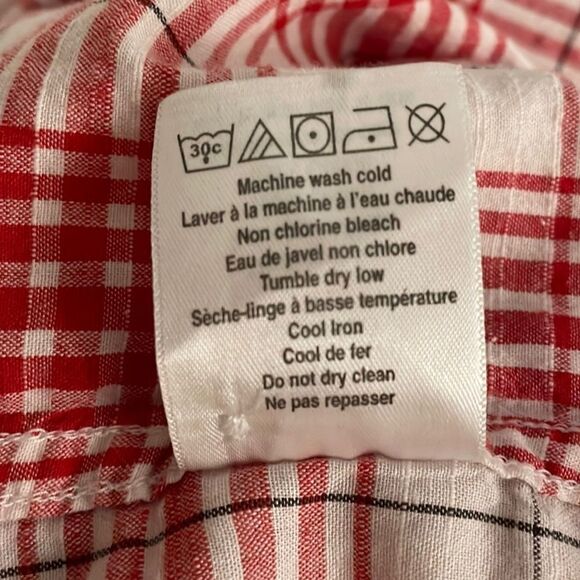 30c
Machine wash cold
Laver à la machine à l'eau chaude
Non chlorine bleach
Eau de javel non chlore
Tumble dry low
Sèche-linge à basse température
Cool Iron
Cool de fer
Do not dry clean
Ne pas repasser